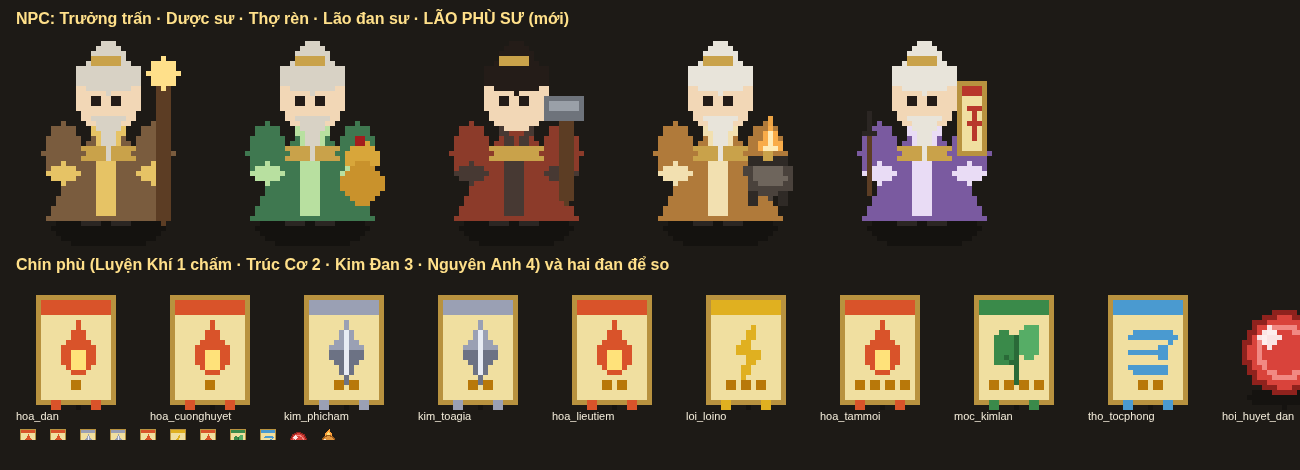 NPC: Trưởng trấn · Dược sư · Thợ rèn · Lão đan sư · LÃO PHÙ SƯ (mới)
Chín phù (Luyện Khí 1 chấm · Trúc Cơ 2 · Kim Đan 3 · Nguyên Anh 4) và hai đan để so
hoa_dan hoa_cuonghuyet kim_phicham kim_toagia hoa_lieutiem loi_loino hoa_tammoi moc_kimlan tho_tocphong hoi_huyet_dan